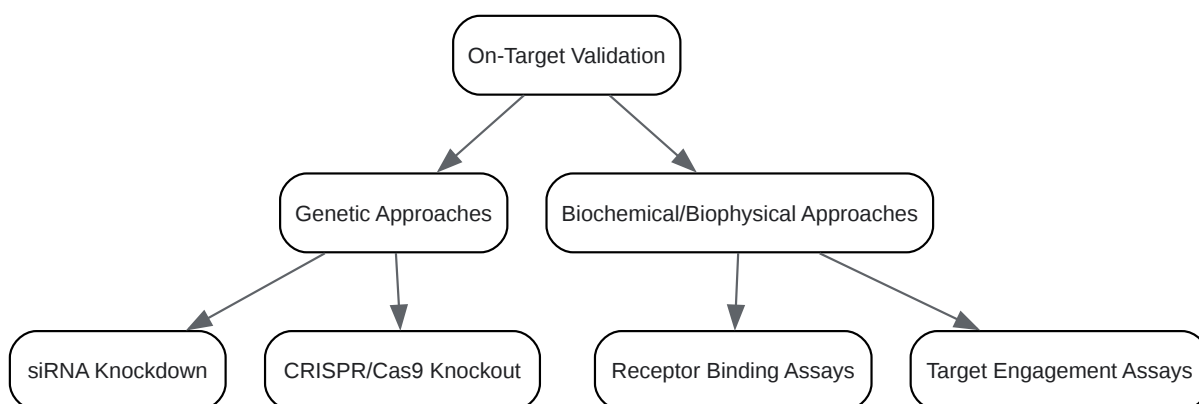 On-Target Validation
Genetic Approaches
Biochemical/Biophysical Approaches
siRNA Knockdown
CRISPR/Cas9 Knockout
Receptor Binding Assays
Target Engagement Assays